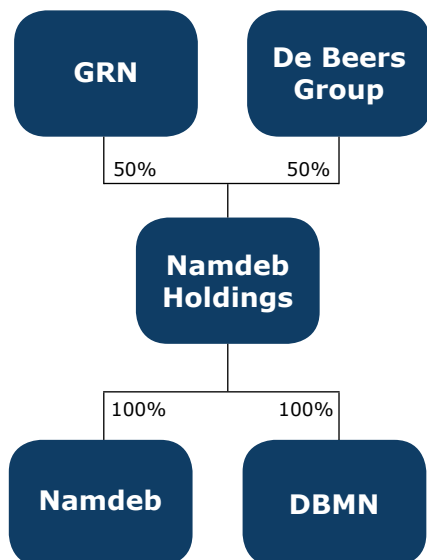 GRN
De Beers
Group
50%
50%
Namdeb
Holdings
100%
100%
Namdeb
DBMN